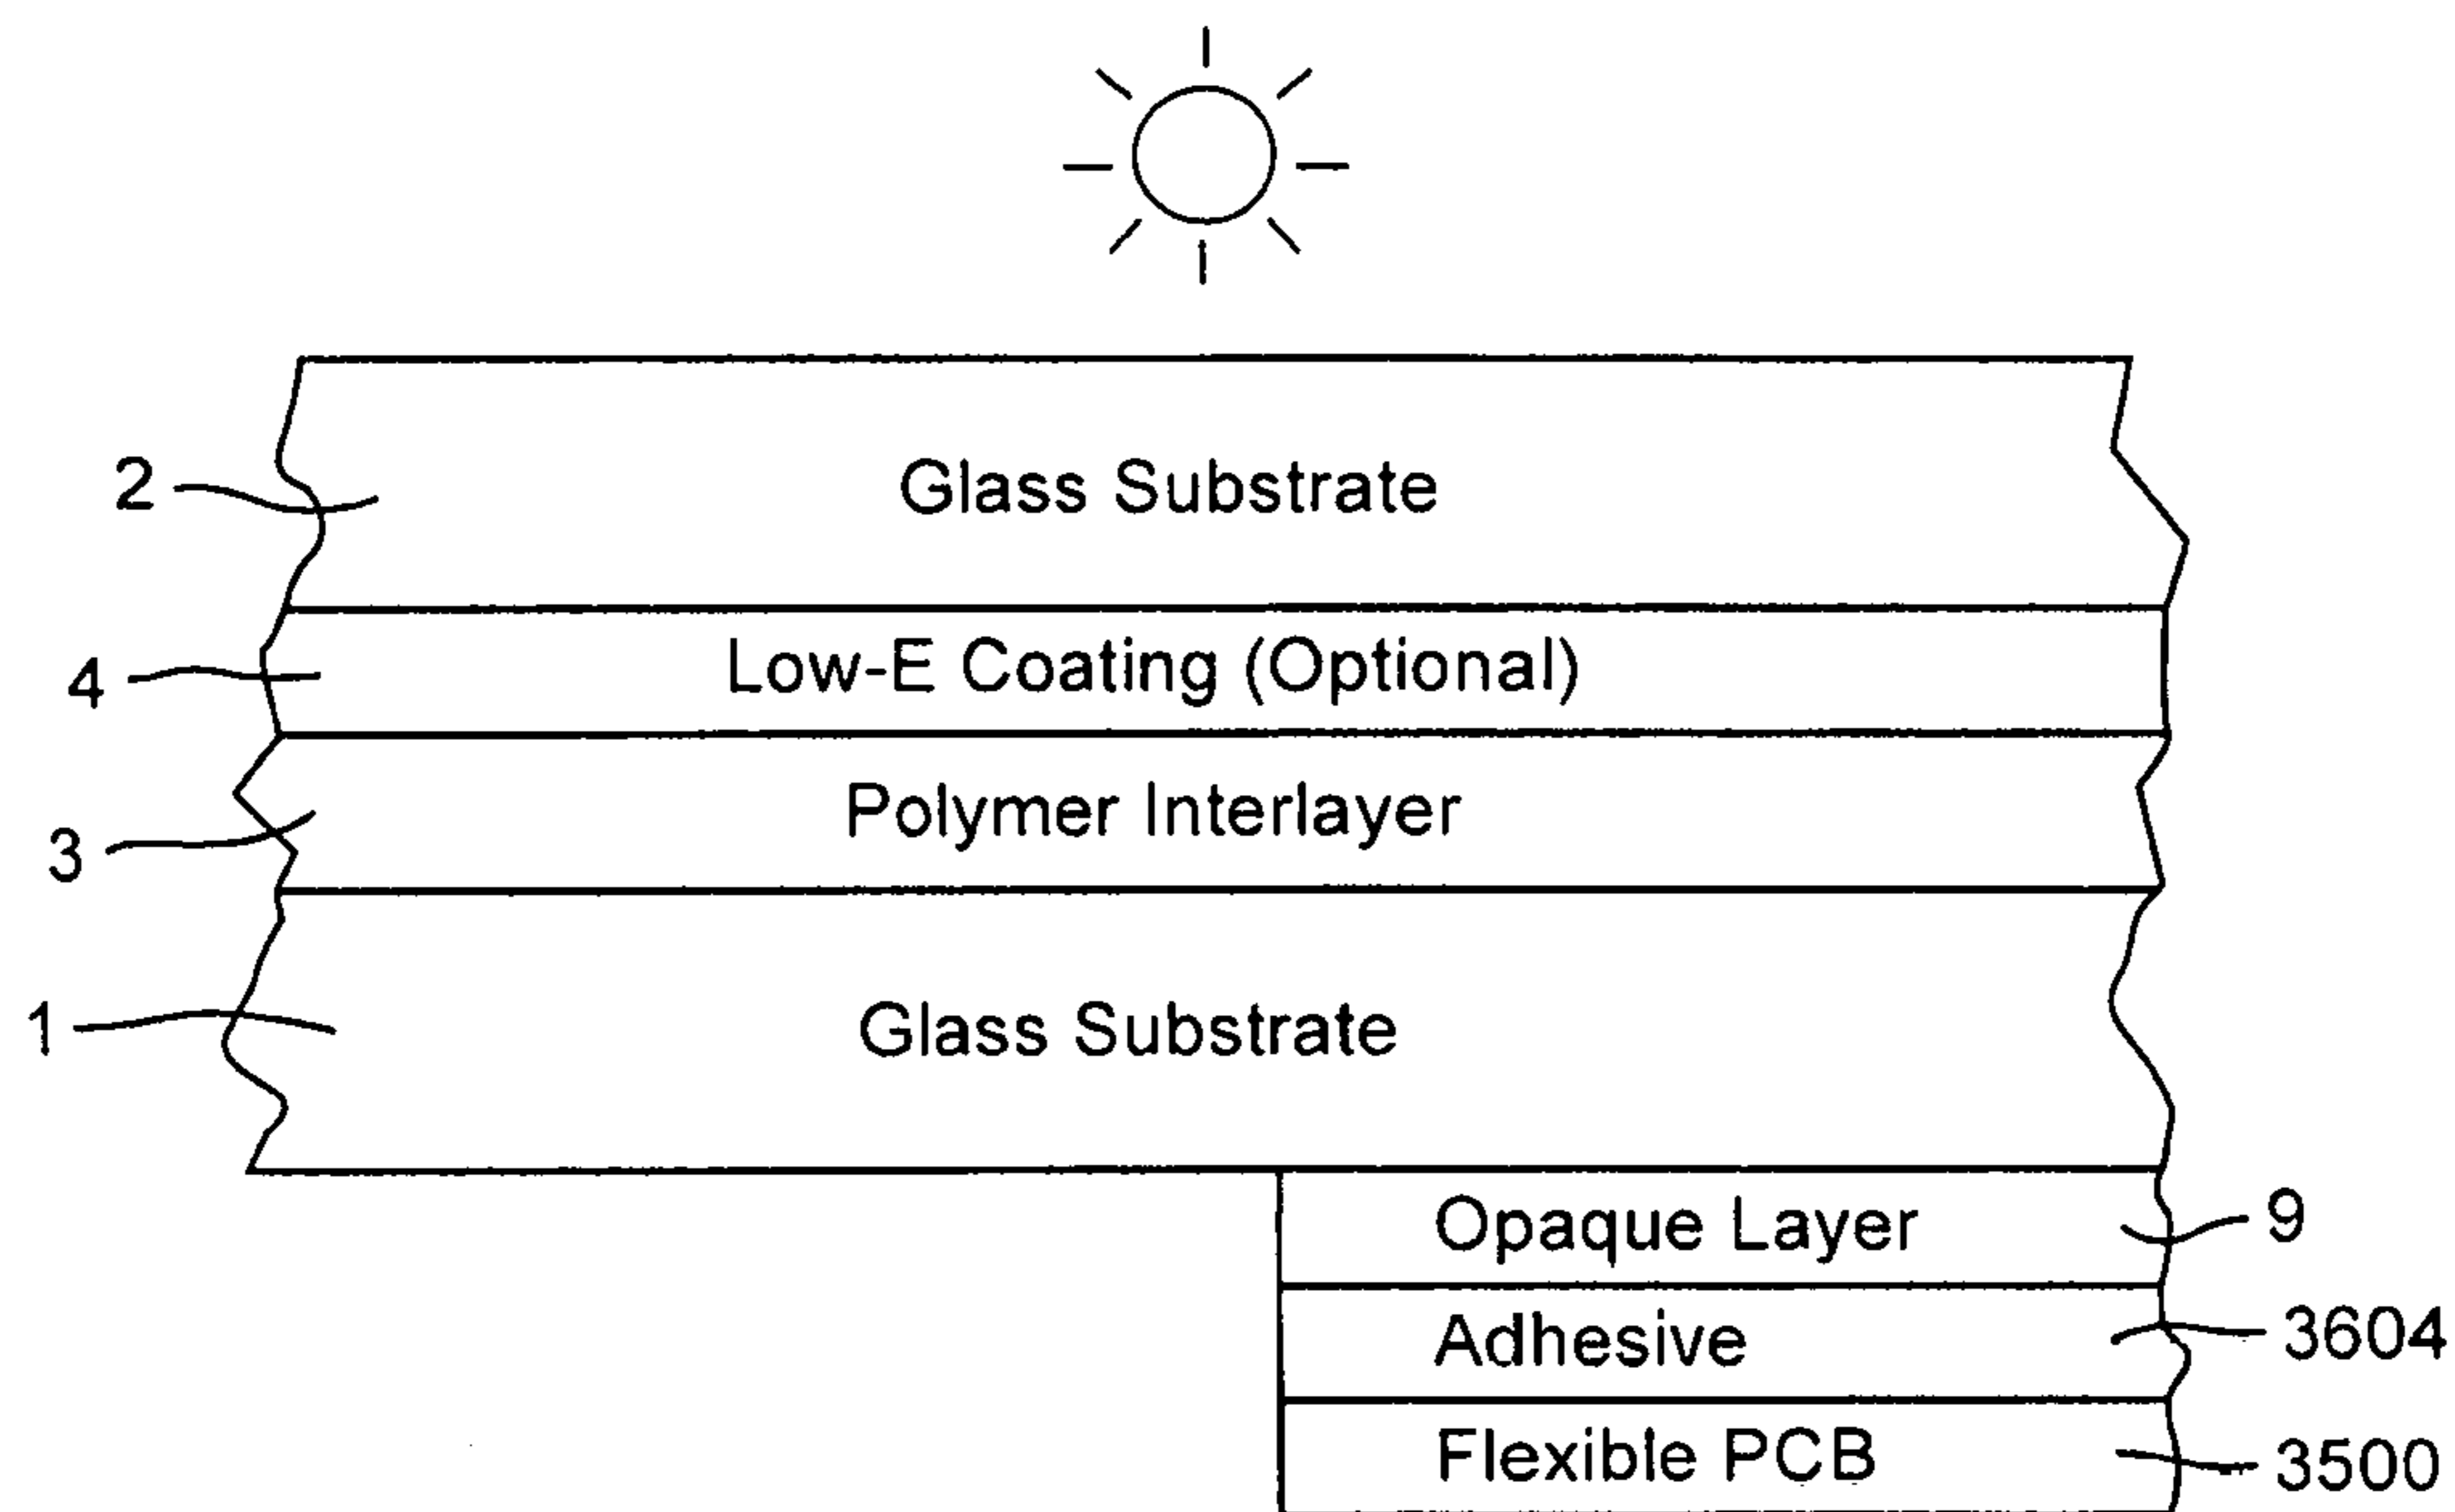 2
Glass Substrate
4
Low-E Coating (Optional)
3
Polymer Interlayer
1
Glass Substrate
Opaque Layer
9
Adhesive
3604
Flexible PCB
3500